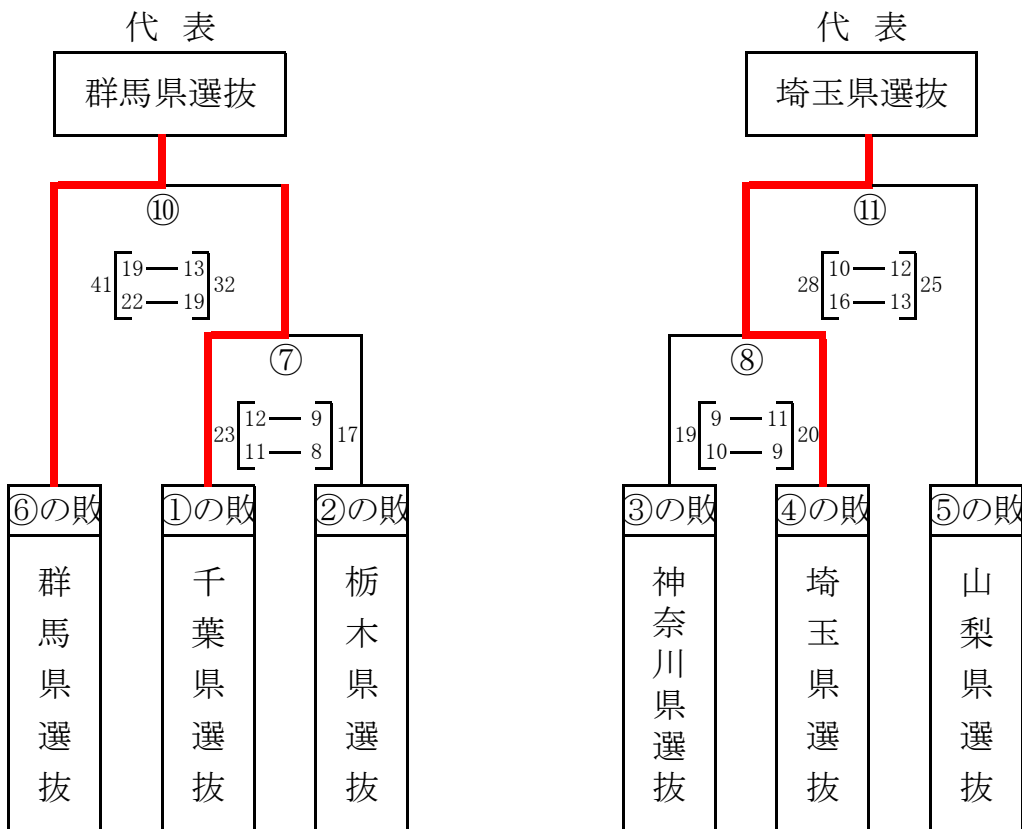 代 表
群馬県選抜
⑩
41 19 — 13 32
22 — 19
⑦
23 12 — 9 17
11 — 8
⑥の敗
群馬県選抜
①の敗
千葉県選抜
②の敗
栃木県選抜
代 表
埼玉県選抜
⑪
28 10 — 12 25
16 — 13
⑧
19 9 — 11 20
10 — 9
③の敗
神奈川県選抜
④の敗
埼玉県選抜
⑤の敗
山梨県選抜